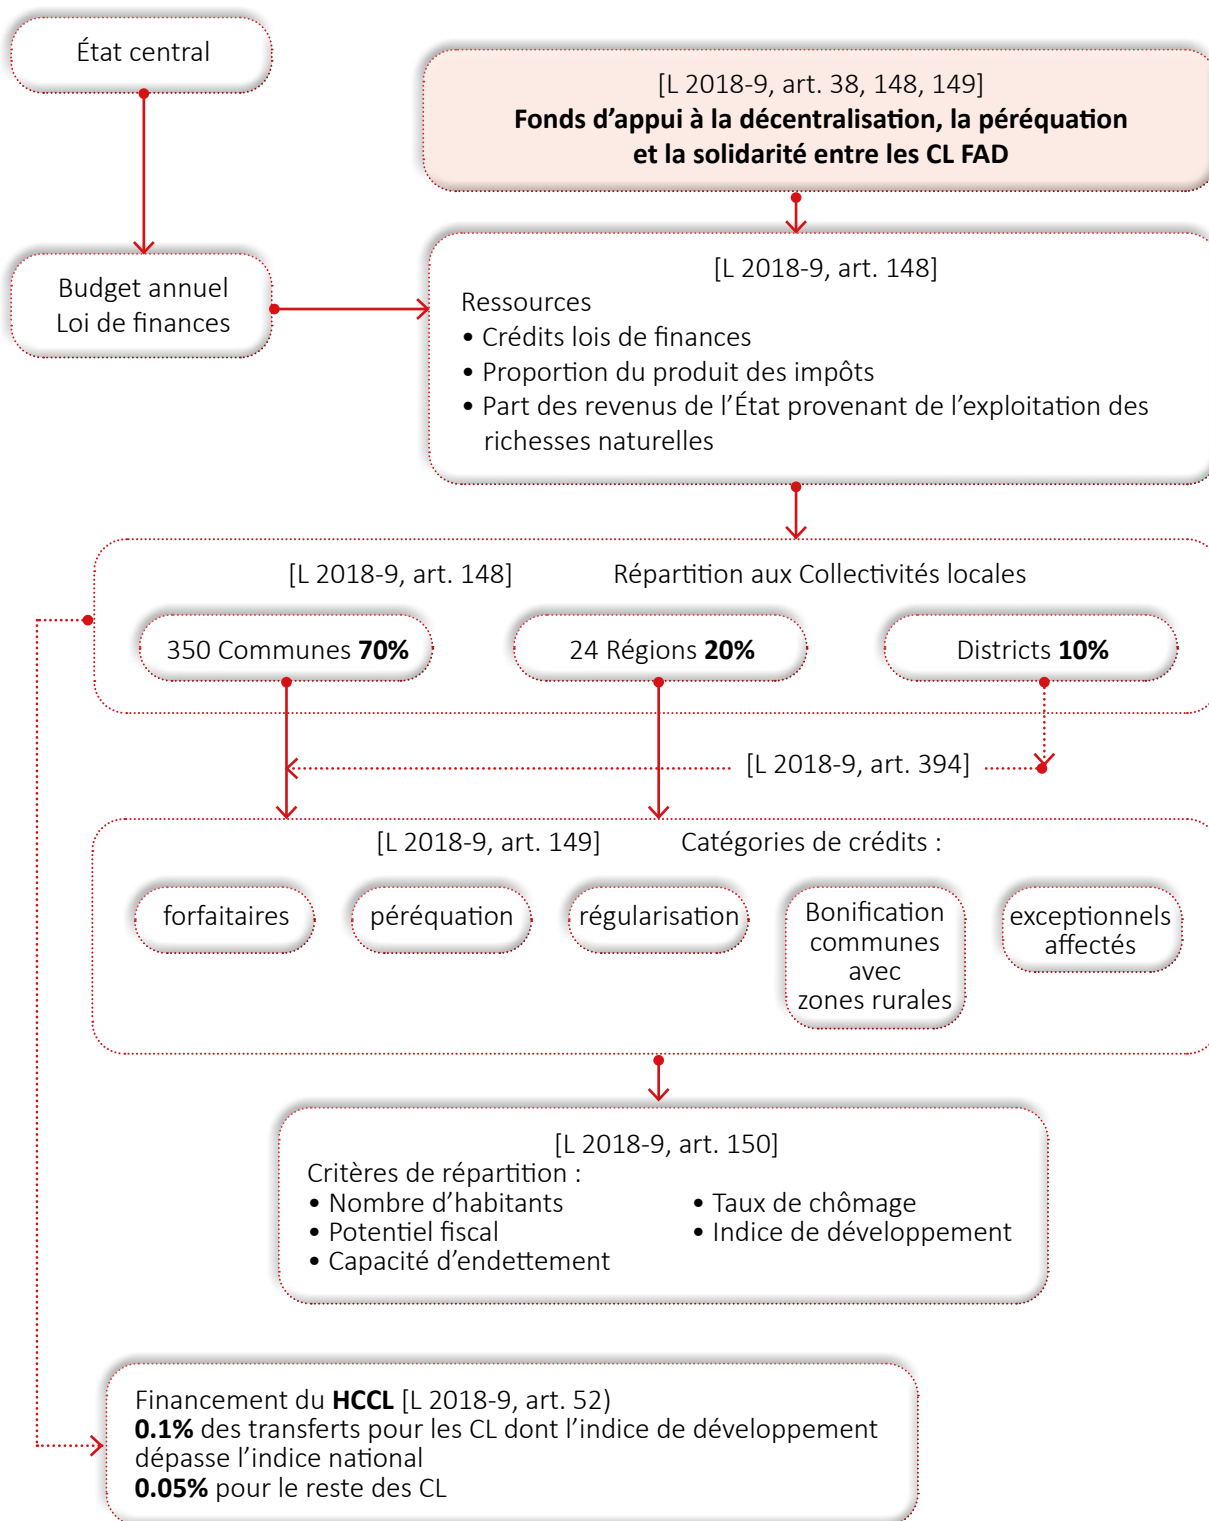 État central
[L 2018-9, art. 38, 148, 149]
Fonds d’appui à la décentralisation, la péréquation
et la solidarité entre les CL FAD
Budget annuel
Loi de finances
[L 2018-9, art. 148]
Ressources
• Crédits lois de finances
• Proportion du produit des impôts
• Part des revenus de l’État provenant de l’exploitation des
richesses naturelles
[L 2018-9, art. 148] Répartition aux Collectivités locales
350 Communes 70%
24 Régions 20%
Districts 10%
[L 2018-9, art. 394]
[L 2018-9, art. 149] Catégories de crédits :
forfaitaires
péréquation
régularisation
Bonification
communes
avec
zones rurales
exceptionnels
affectés
[L 2018-9, art. 150]
Critères de répartition :
• Nombre d’habitants
• Potentiel fiscal
• Capacité d’endettement
• Taux de chômage
• Indice de développement
Financement du HCCL [L 2018-9, art. 52)
0.1% des transferts pour les CL dont l’indice de développement
dépasse l’indice national
0.05% pour le reste des CL